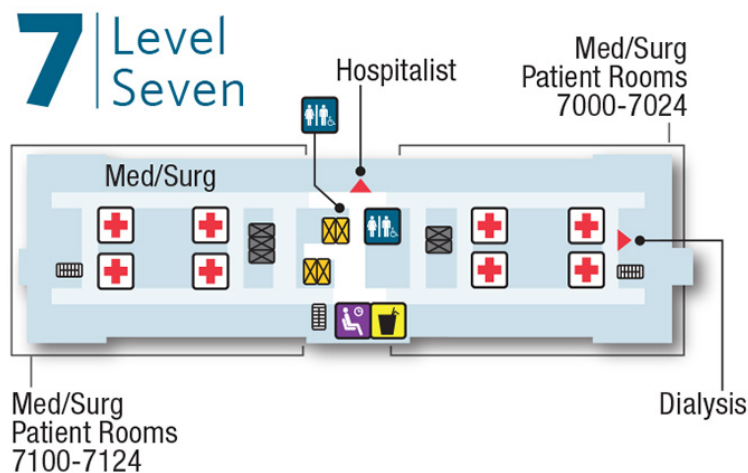 7
Level
Seven
Hospitalist
Med/Surg
Patient Rooms
7000-7024
Med/Surg
Med/Surg
Patient Rooms
7100-7124
Dialysis